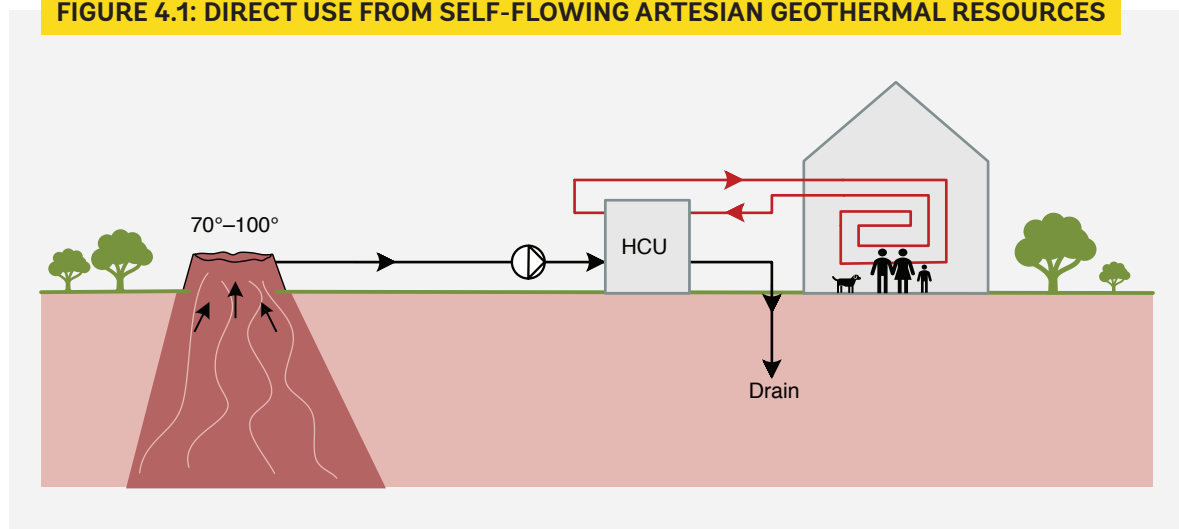 FIGURE 4.1: DIRECT USE FROM SELF-FLOWING ARTESIAN GEOTHERMAL RESOURCES
70°–100°
HCU
Drain